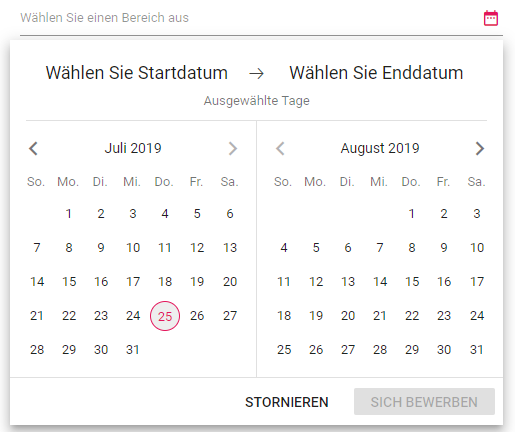 Wählen Sie einen Bereich aus
Wählen Sie Startdatum → Wählen Sie Enddatum
Ausgewählte Tage
Juli 2019
So. Mo. Di. Mi. Do. Fr. Sa.
1 2 3 4 5 6
7 8 9 10 11 12 13
14 15 16 17 18 19 20
21 22 23 24 25 26 27
28 29 30 31
August 2019
So. Mo. Di. Mi. Do. Fr. Sa.
1 2 3
4 5 6 7 8 9 10
11 12 13 14 15 16 17
18 19 20 21 22 23 24
25 26 27 28 29 30 31
STORNIEREN SICH BEWERBEN